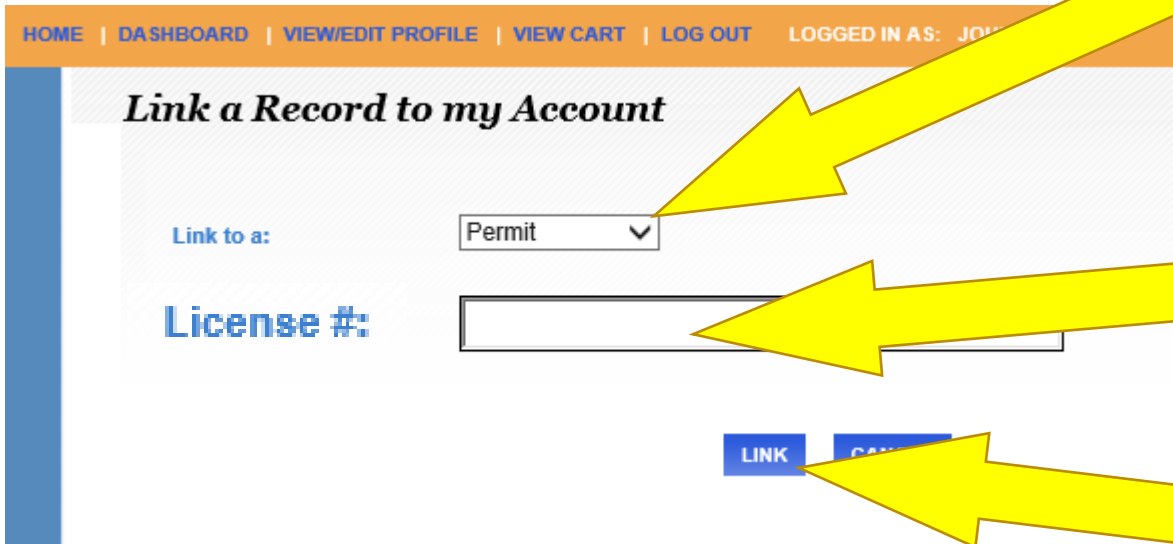 HOME | DASHBOARD | VIEW/EDIT PROFILE | VIEW CART | LOG OUT LOGGED IN AS:
Link a Record to my Account
Link to a: Permit
License #:
LINK